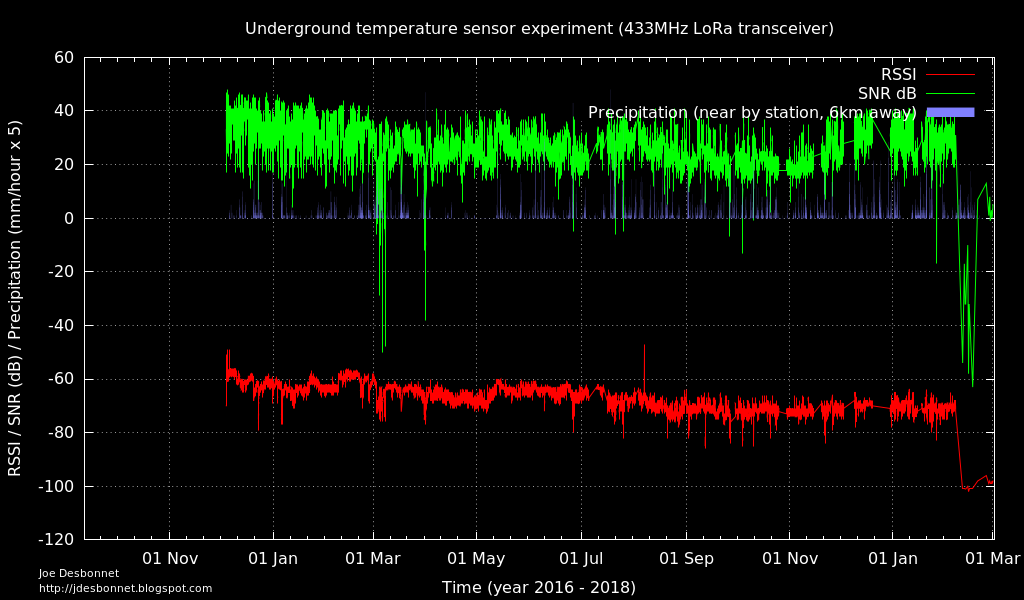 Underground temperature sensor experiment (433MHz LoRa transceiver)
RSSI
SNR dB
Precipitation (near by station, 6km away)
RSSI / SNR (dB) / Precipitation (mm/hour x 5)
60
40
20
0
-20
-40
-60
-80
-100
-120
01 Nov 01 Jan 01 Mar 01 May 01 Jul 01 Sep 01 Nov 01 Jan 01 Mar
Time (year 2016 - 2018)
Joe Desbonnet
http://jdesbonnet.blogspot.com